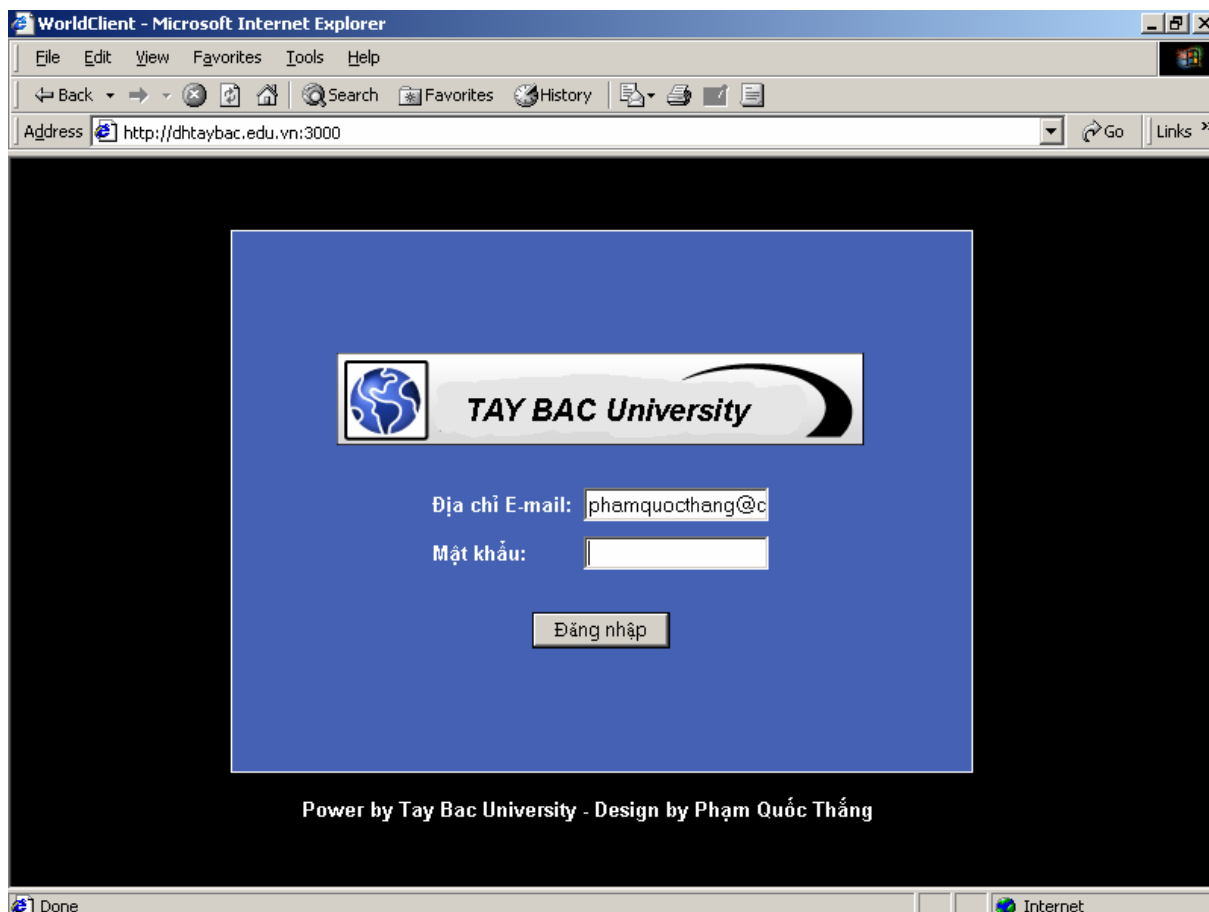 WorldClient - Microsoft Internet Explorer
File Edit View Favorites Tools Help
Back Search Favorites History
Address http://dhtaybac.edu.vn:3000 Go Links »
TAY BAC University
Địa chỉ E-mail: phamquocthang@c
Mật khẩu:
Đăng nhập
Power by Tay Bac University - Design by Phạm Quốc Thắng
Done Internet